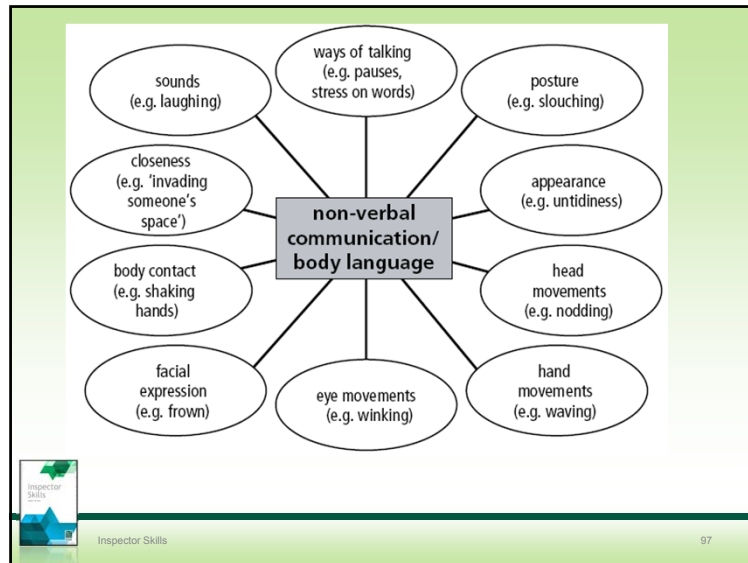 ways of talking
(e.g. pauses,
stress on words)
sounds
(e.g. laughing)
posture
(e.g. slouching)
closeness
(e.g. ‘invading
someone’s
space’)
appearance
(e.g. untidiness)
non-verbal
communication/
body language
body contact
(e.g. shaking
hands)
head
movements
(e.g. nodding)
facial
expression
(e.g. frown)
eye movements
(e.g. winking)
hand
movements
(e.g. waving)
Inspector
Skills
Inspector Skills
97